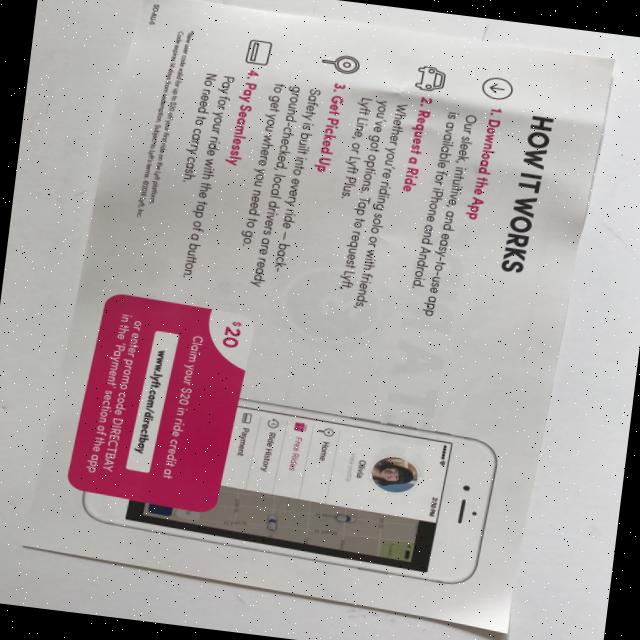 HOW IT WORKS
1. Download the App
Our sleek, intuitive, and easy-to-use app
is available for iPhone and Android.
2. Request a Ride
Whether you're riding solo or with friends,
you've got options. Tap to request Lyft,
Lyft Line, or Lyft Plus.
3. Get Picked Up
Safety is built into every ride — back-
ground-checked, local drivers are ready
to get you where you need to go.
4. Pay Seamlessly
Pay for your ride with the tap of a button.
No need to carry cash.
$20
Claim your $20 in ride credit at
www.lyft.com/directbay
or enter promo code DIRECTBAY
in the 'Payment' section of the app
Olivia
Home
Free Rides
Ride History
Payment